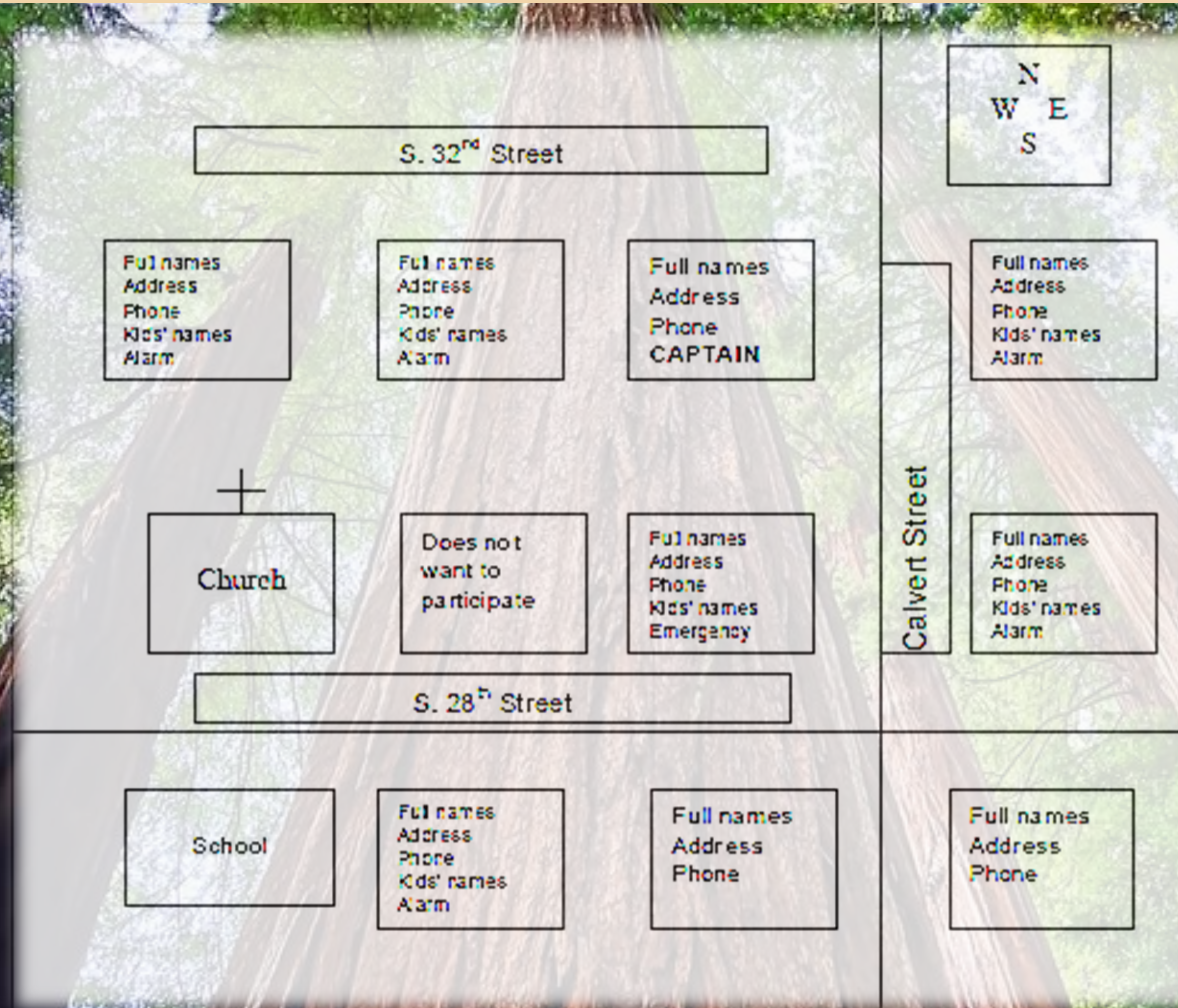 N
W E
S
S. 32nd Street
Full names
Address
Phone
Kids' names
Alarm
Full names
Address
Phone
Kids' names
Alarm
Full names
Address
Phone
CAPTAIN
Full names
Address
Phone
Kids' names
Alarm
Church
Does not
want to
participate
Full names
Address
Phone
Kids' names
Emergency
Calvert Street
Full names
Address
Phone
Kids' names
Alarm
S. 28th Street
School
Full names
Address
Phone
Kids' names
Alarm
Full names
Address
Phone
Full names
Address
Phone